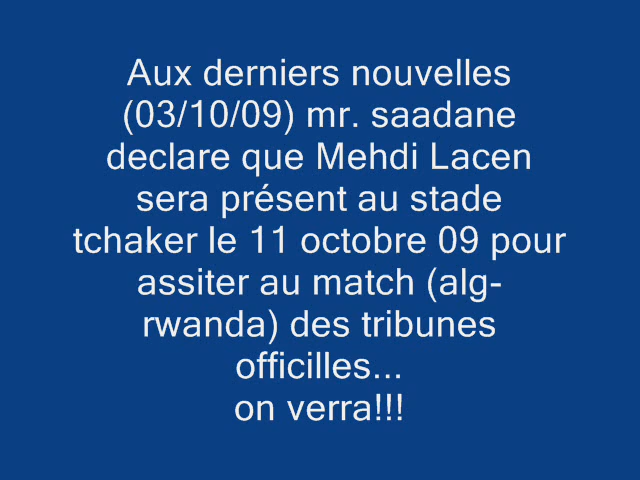 Aux derniers nouvelles
(03/10/09) mr. saadane
declare que Mehdi Lacen
sera présent au stade
tchaker le 11 octobre 09 pour
assiter au match (alg-
rwanda) des tribunes
officilles...
on verra!!!